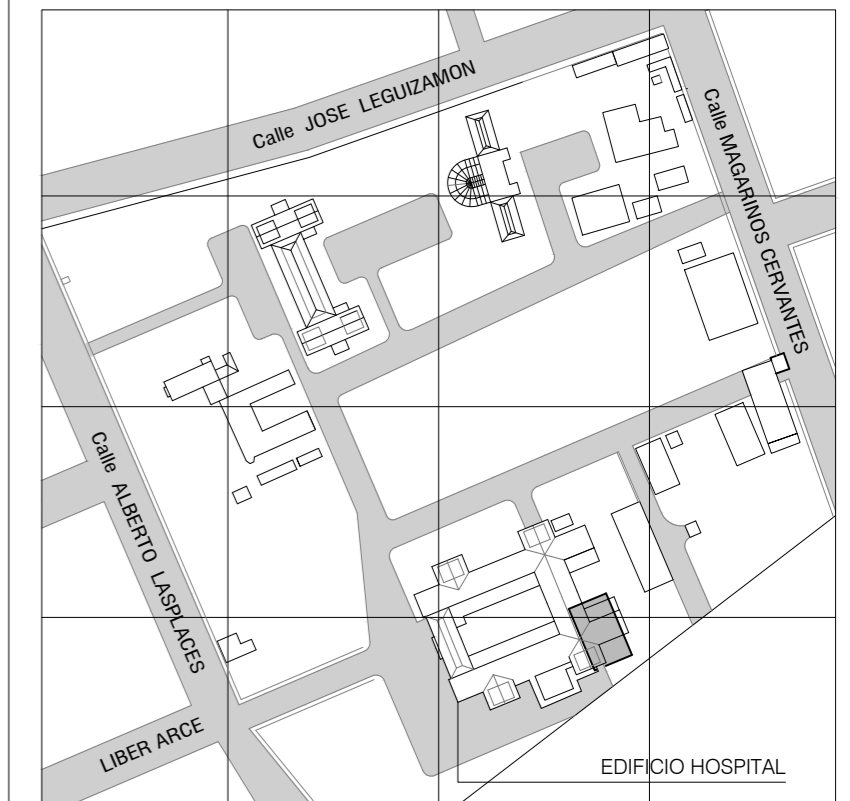 Calle JOSE LEGUIZAMON
Calle MAGARINOS CERVANTES
Calle ALBERTO LASPLACES
LIBER ARCE
EDIFICIO HOSPITAL